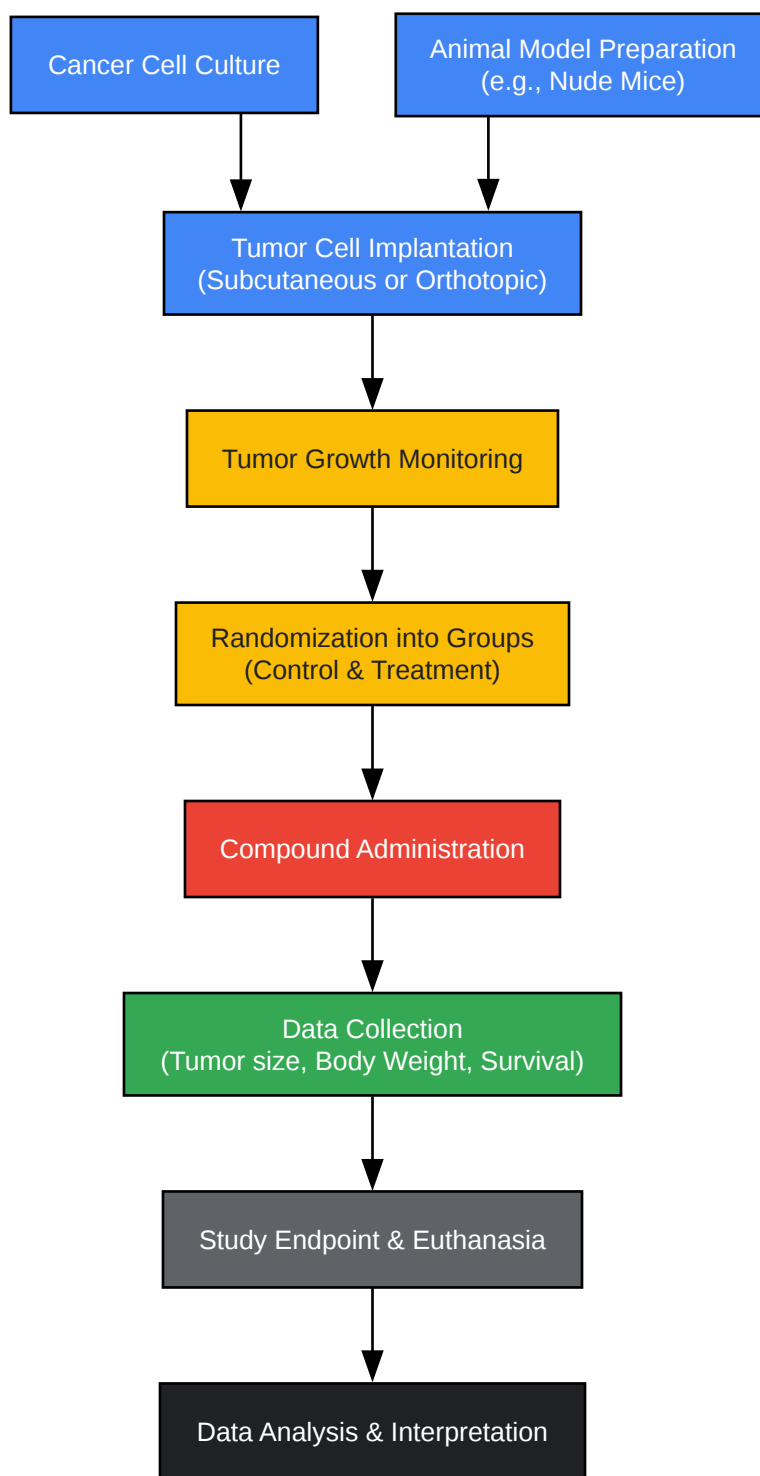 Cancer Cell Culture
Animal Model Preparation
(e.g., Nude Mice)
Tumor Cell Implantation
(Subcutaneous or Orthotopic)
Tumor Growth Monitoring
Randomization into Groups
(Control & Treatment)
Compound Administration
Data Collection
(Tumor size, Body Weight, Survival)
Study Endpoint & Euthanasia
Data Analysis & Interpretation